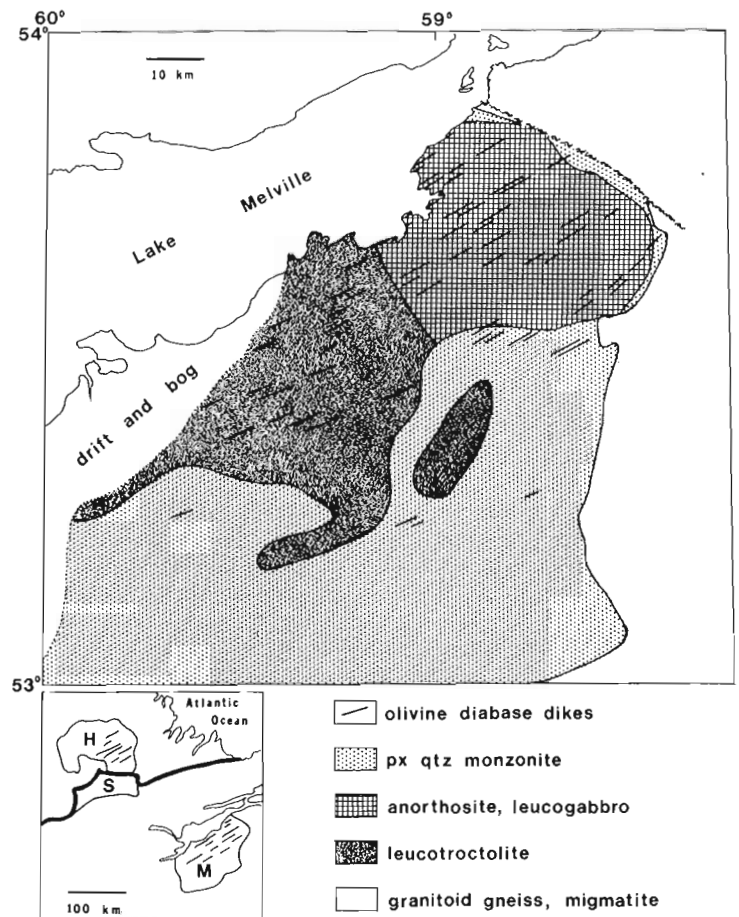 60°
59°
54°
10 km
Lake Melville
drift and bog
53°
Atlantic
Ocean
H
S
M
100 km
olivine diabase dikes
px qtz monzonite
anorthosite, leucogabbro
leucotroctolite
granitoid gneiss, migmatite